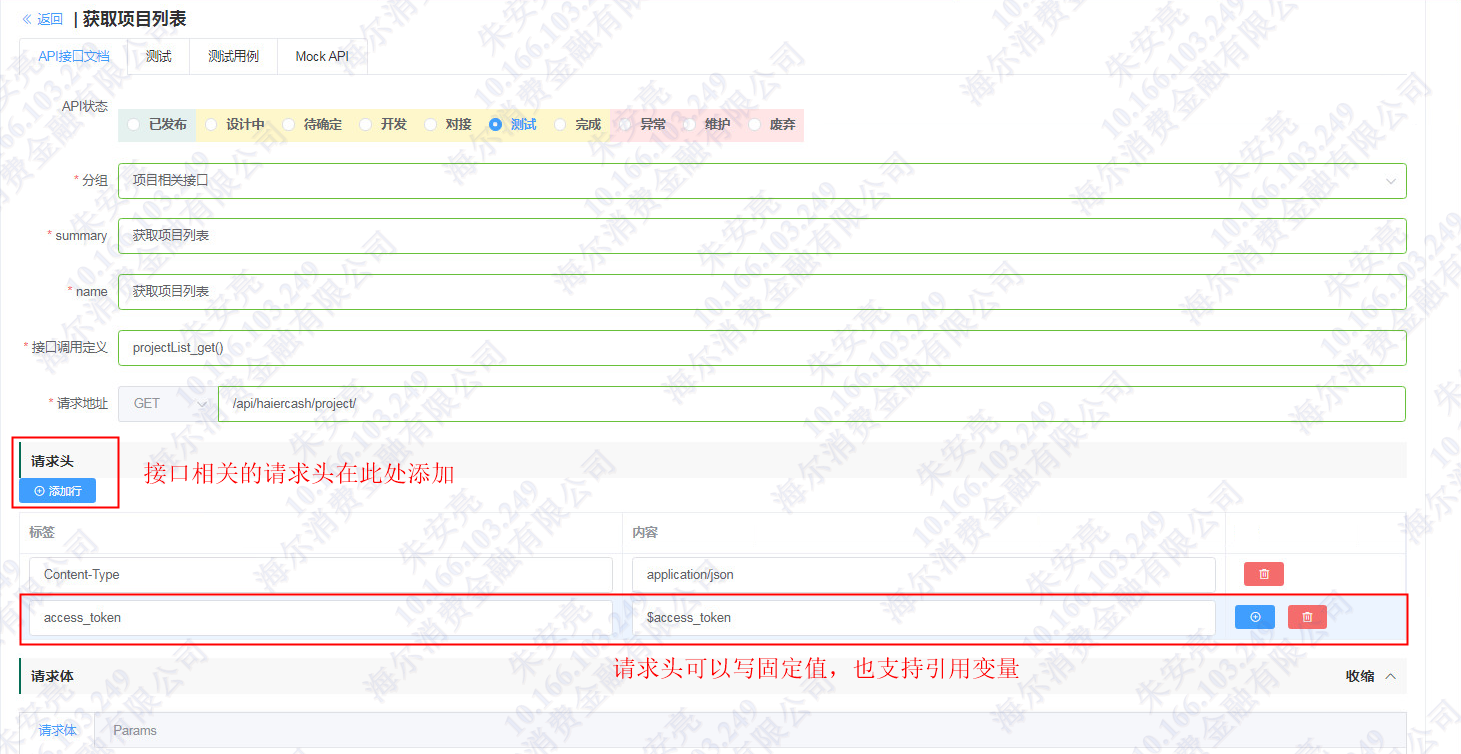 « 返回 | 获取项目列表
API接口文档 测试 测试用例 Mock API
API状态
已发布 设计中 待确定 开发 对接 测试 完成 异常 维护 废弃
* 分组 项目相关接口
* summary 获取项目列表
* name 获取项目列表
* 接口调用定义 projectList_get()
* 请求地址 GET /api/haiercash/project/
请求头
接口相关的请求头在此处添加
添加行
标签 内容
Content-Type application/json
access_token $access_token
请求头可以写固定值，也支持引用变量
请求体 收缩
请求体 Params
朱安亮
10.166.103.249
海尔消费金融有限公司